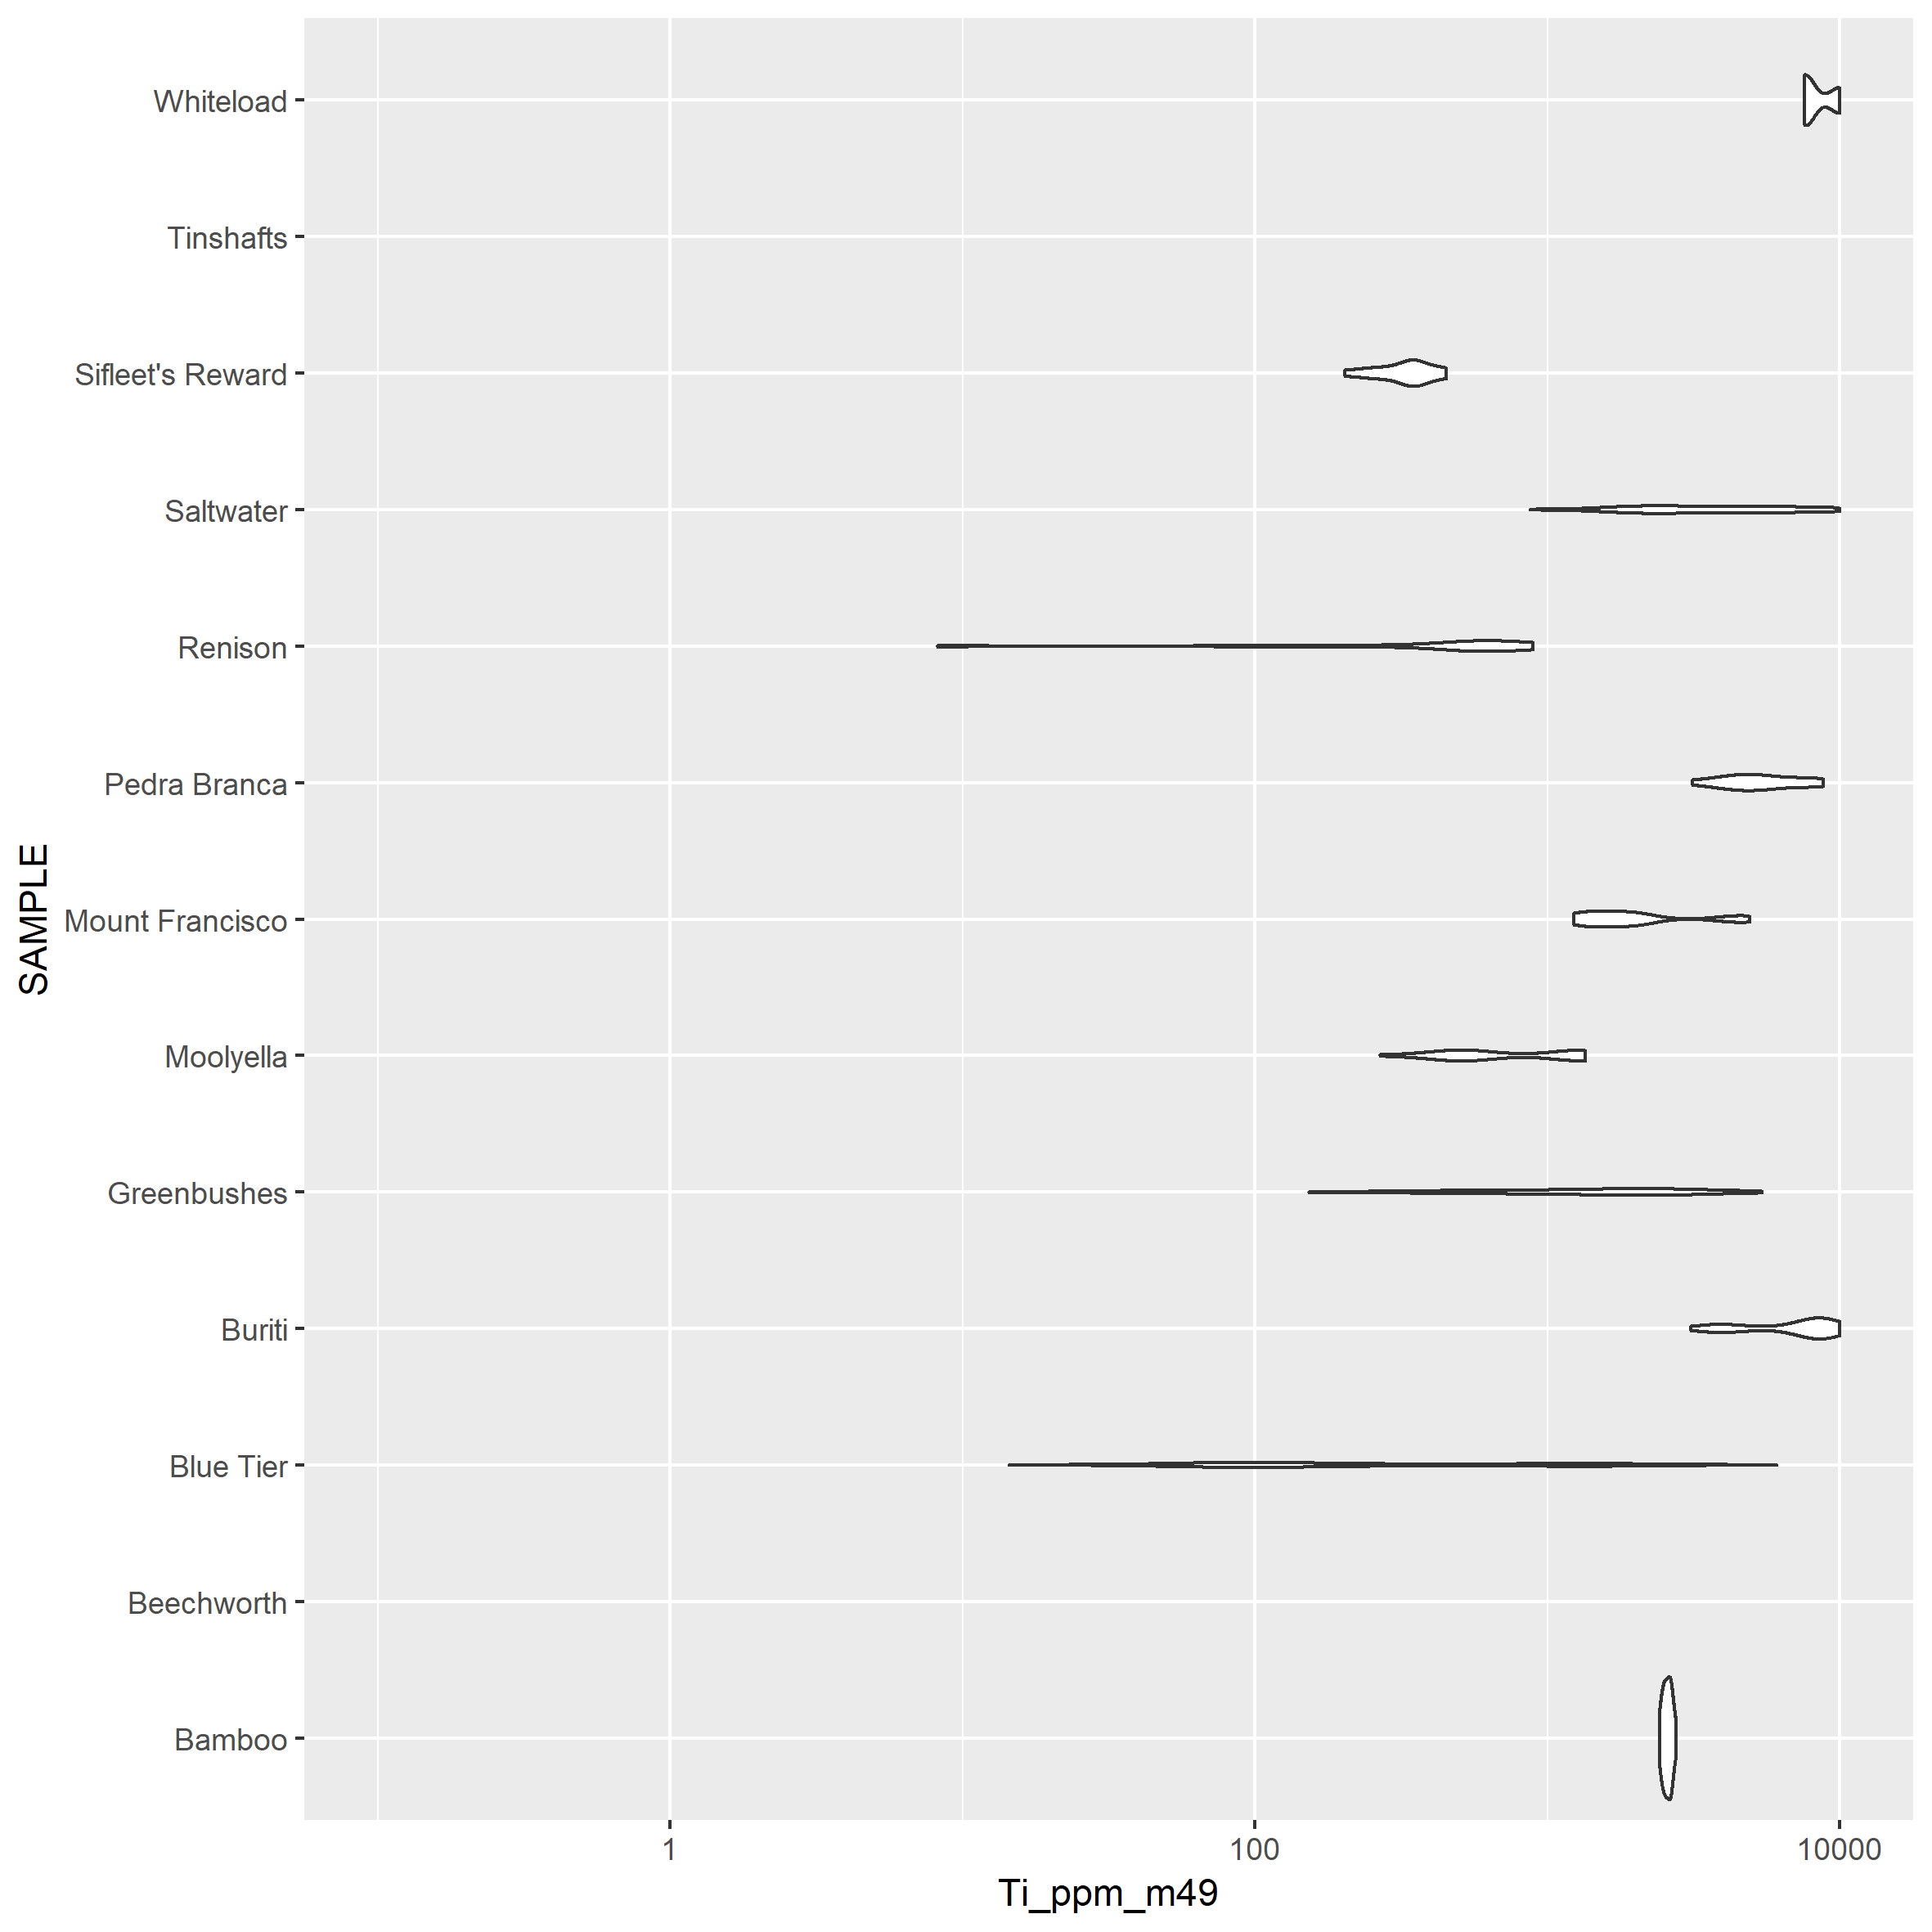 Whiteload
Tinshafts
Sifleet's Reward
Saltwater
Renison
Pedra Branca
Mount Francisco
Moolyella
Greenbushes
Buriti
Blue Tier
Beechworth
Bamboo
SAMPLE
1 100 10000
Ti_ppm_m49